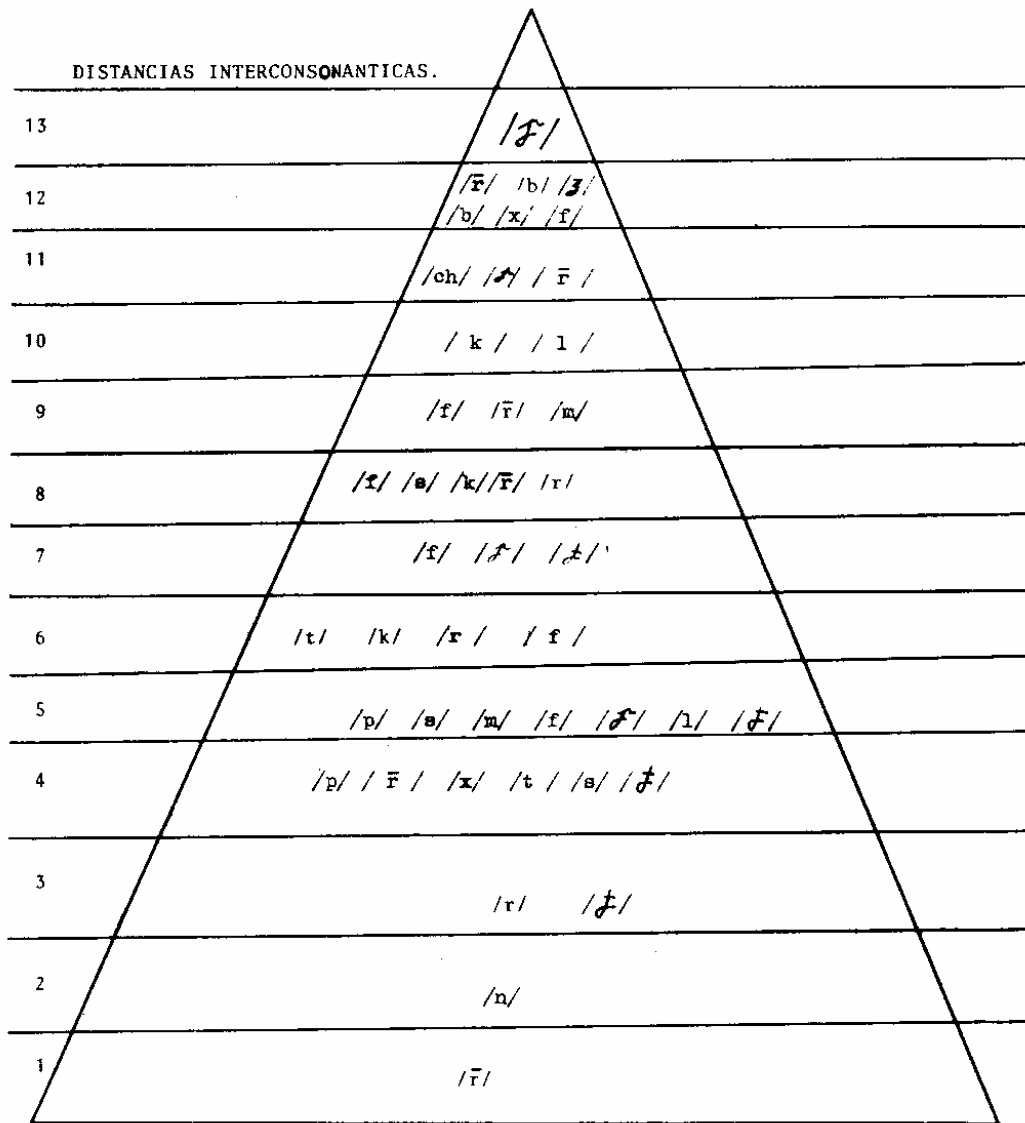 DISTANCIAS INTERCONSONANTICAS.
13
/Ƒ/
12
/r̄/ /b/ /ʒ/
/b/ /x/ /f/
11
/ch/ / r̄ /
10
/ k / / l /
9
/f/ /r̄/ /m/
8
/f/ /s/ /k/ /r̄/ /r/
7
/f/
6
/t/ /k/ /r / / f /
5
/p/ /s/ /m/ /f/ /l/
4
/p/ / r̄ / /x/ /t / /s/
3
/r/
2
/n/
1
/r̄/